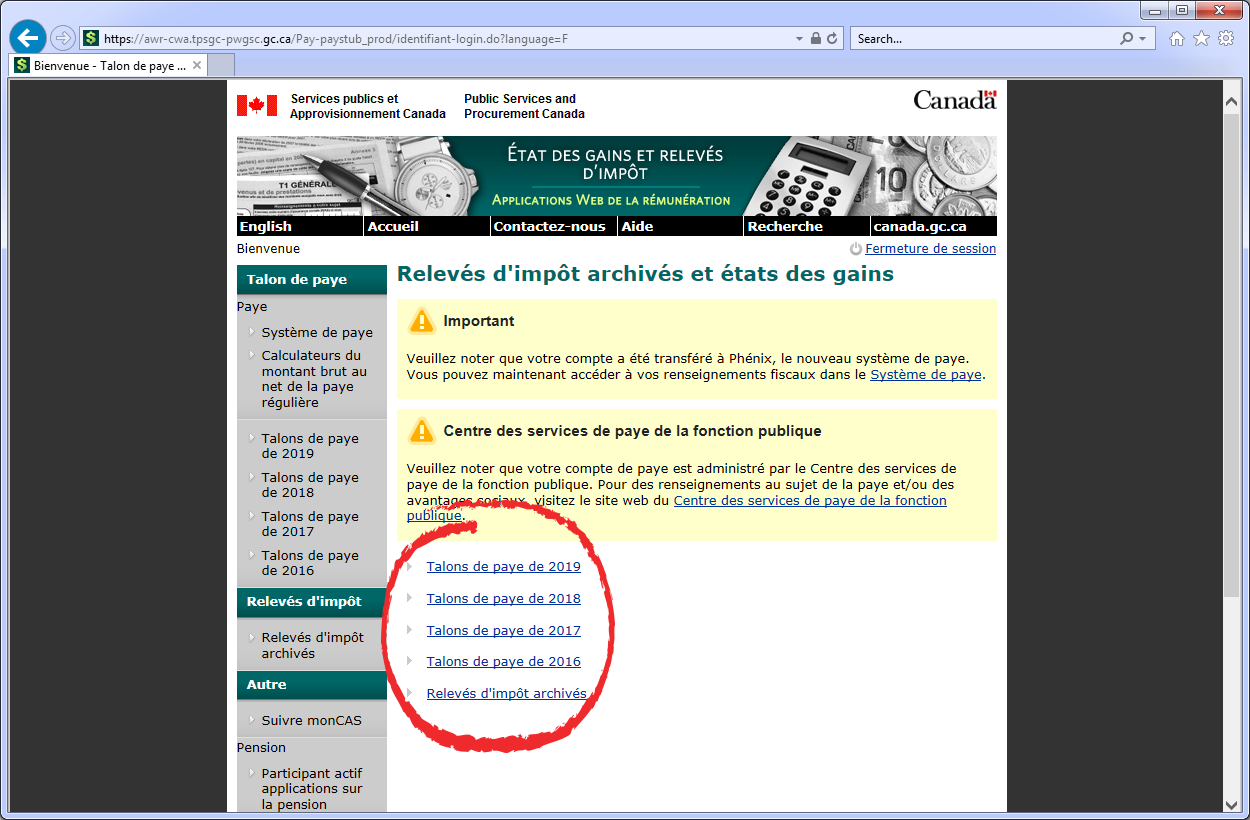 https://awr-cwa.tpsgc-pwgsc.gc.ca/Pay-paystub_prod/identifiant-login.do?language=F
Search...
Bienvenue - Talon de paye ...
Services publics et
Approvisionnement Canada
Public Services and
Procurement Canada
Canada
ÉTAT DES GAINS ET RELEVÉS
D'IMPÔT
APPLICATIONS WEB DE LA RÉMUNÉRATION
T1 GÉNÉRALE
English
Accueil
Contactez-nous
Aide
Recherche
canada.gc.ca
Bienvenue
Fermeture de session
Talon de paye
Paye
Système de paye
Calculateurs du
montant brut au
net de la paye
régulière
Talons de paye
de 2019
Talons de paye
de 2018
Talons de paye
de 2017
Talons de paye
de 2016
Relevés d'impôt
Relevés d'impôt
archivés
Autre
Suivre monCAS
Pension
Participant actif
applications sur
la pension
Relevés d'impôt archivés et états des gains
Important
Veuillez noter que votre compte a été transféré à Phénix, le nouveau système de paye.
Vous pouvez maintenant accéder à vos renseignements fiscaux dans le Système de paye.
Centre des services de paye de la fonction publique
Veuillez noter que votre compte de paye est administré par le Centre des services de
paye de la fonction publique. Pour des renseignements au sujet de la paye et/ou des
avantages sociaux, visitez le site web du Centre des services de paye de la fonction
publique.
Talons de paye de 2019
Talons de paye de 2018
Talons de paye de 2017
Talons de paye de 2016
Relevés d'impôt archivés